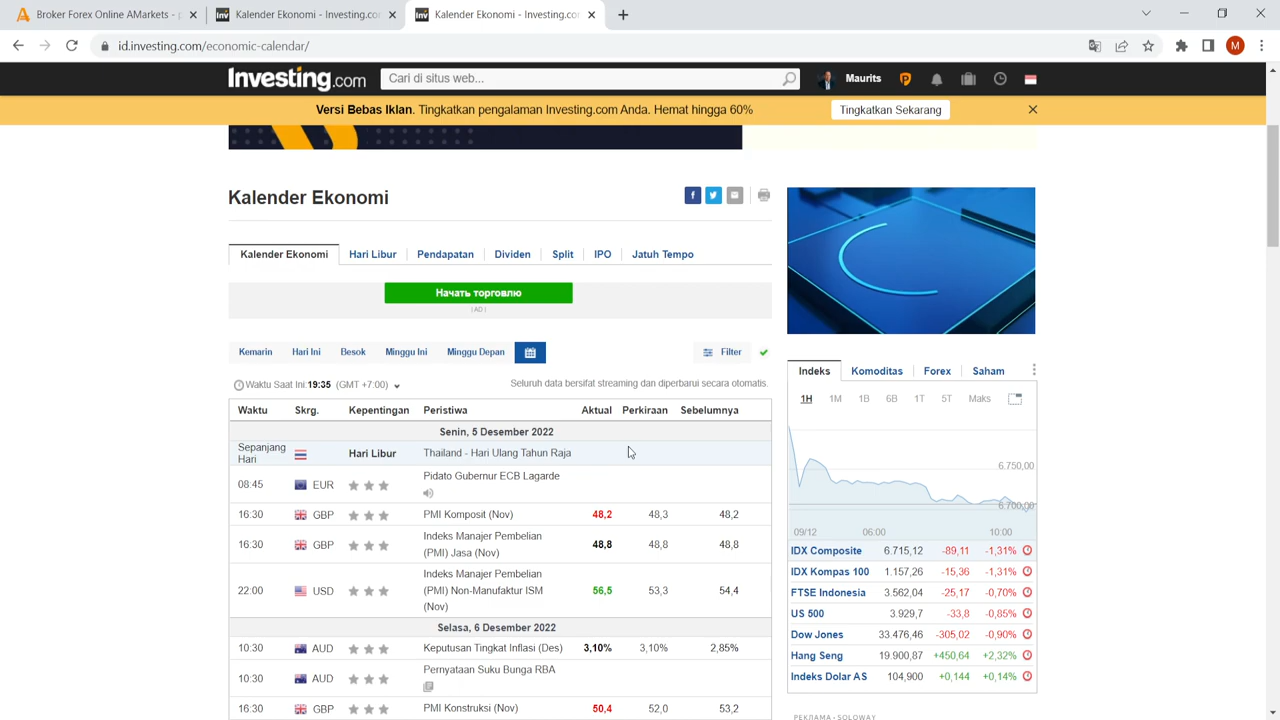 Broker Forex Online AMarkets - p
Kalender Ekonomi - Investing.com
Kalender Ekonomi - Investing.com
id.investing.com/economic-calendar/
M
Investing.com
Cari di situs web...
Maurits
Versi Bebas Iklan. Tingkatkan pengalaman Investing.com Anda. Hemat hingga 60%
Tingkatkan Sekarang
Kalender Ekonomi
Kalender Ekonomi
Hari Libur
Pendapatan
Dividen
Split
IPO
Jatuh Tempo
Начать торговлю
AD
Kemarin
Hari Ini
Besok
Minggu Ini
Minggu Depan
Filter
Waktu Saat Ini: 19:35 (GMT +7:00)
Seluruh data bersifat streaming dan diperbarui secara otomatis.
Waktu Skrg. Kepentingan Peristiwa Aktual Perkiraan Sebelumnya
Senin, 5 Desember 2022
Sepanjang
Hari
Hari Libur Thailand - Hari Ulang Tahun Raja
08:45 EUR Pidato Gubernur ECB Lagarde
16:30 GBP PMI Komposit (Nov) 48,2 48,3 48,2
16:30 GBP Indeks Manajer Pembelian 48,8 48,8 48,8
(PMI) Jasa (Nov)
Indeks Manajer Pembelian
22:00 USD (PMI) Non-Manufaktur ISM 56,5 53,3 54,4
(Nov)
Selasa, 6 Desember 2022
10:30 AUD Keputusan Tingkat Inflasi (Des) 3,10% 3,10% 2,85%
10:30 AUD Pernyataan Suku Bunga RBA
16:30 GBP PMI Konstruksi (Nov) 50,4 52,0 53,2
Indeks
Komoditas
Forex
Saham
1H 1M 1B 6B 1T 5T Maks
6.750,00
6.700,00
09/12 06:00 10:00
IDX Composite 6.715,12 -89,11 -1,31%
IDX Kompas 100 1.157,26 -15,36 -1,31%
FTSE Indonesia 3.562,04 -25,17 -0,70%
US 500 3.929,7 -33,8 -0,85%
Dow Jones 33.476,46 -305,02 -0,90%
Hang Seng 19.900,87 +450,64 +2,32%
Indeks Dolar AS 104,900 +0,144 +0,14%
РЕКЛАМА • SOLOWAY